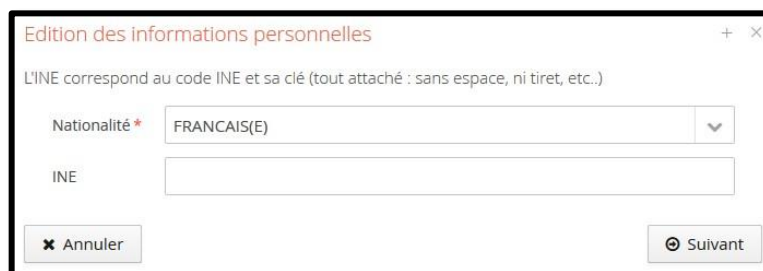 Edition des informations personnelles
L'INE correspond au code INE et sa clé (tout attaché : sans espace, ni tiret, etc..)
Nationalité * FRANCAIS(E)
INE
Annuler Suivant